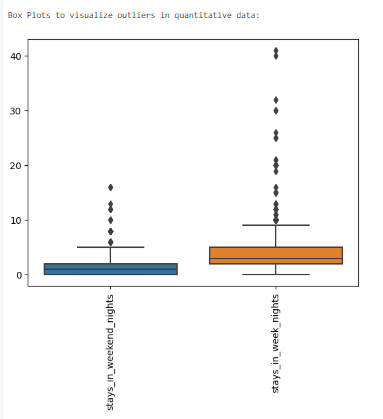 Box Plots to visualize outliers in quantitative data:
40
30
20
10
0
stays_in_weekend_nights
stays_in_week_nights